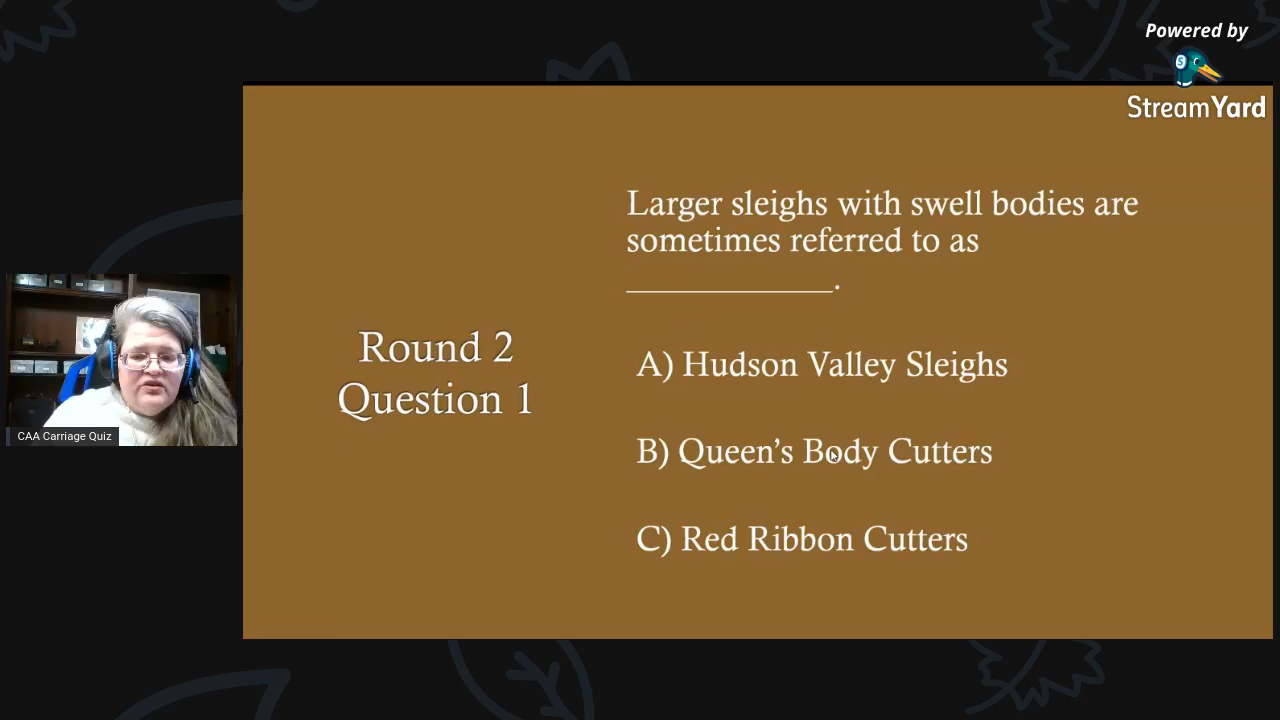 Powered by
StreamYard
Larger sleighs with swell bodies are
sometimes referred to as
____________.
Round 2
Question 1
A) Hudson Valley Sleighs
B) Queen’s Body Cutters
C) Red Ribbon Cutters
CAA Carriage Quiz